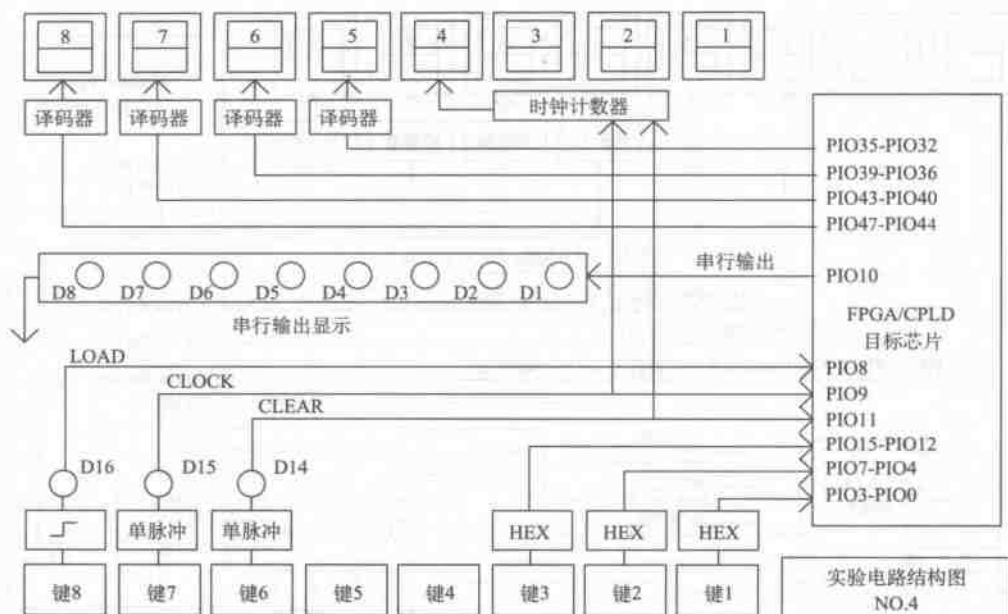 8 7 6 5 4 3 2 1
译码器 译码器 译码器 译码器 时钟计数器
PIO35-PIO32
PIO39-PIO36
PIO43-PIO40
PIO47-PIO44
串行输出 PIO10
D8 D7 D6 D5 D4 D3 D2 D1
串行输出显示
FPGA/CPLD
目标芯片
LOAD PIO8
CLOCK PIO9
CLEAR PIO11
PIO15-PIO12
D16 D15 D14 PIO7-PIO4
PIO3-PIO0
单脉冲 单脉冲 HEX HEX HEX
键8 键7 键6 键5 键4 键3 键2 键1
实验电路结构图
NO.4